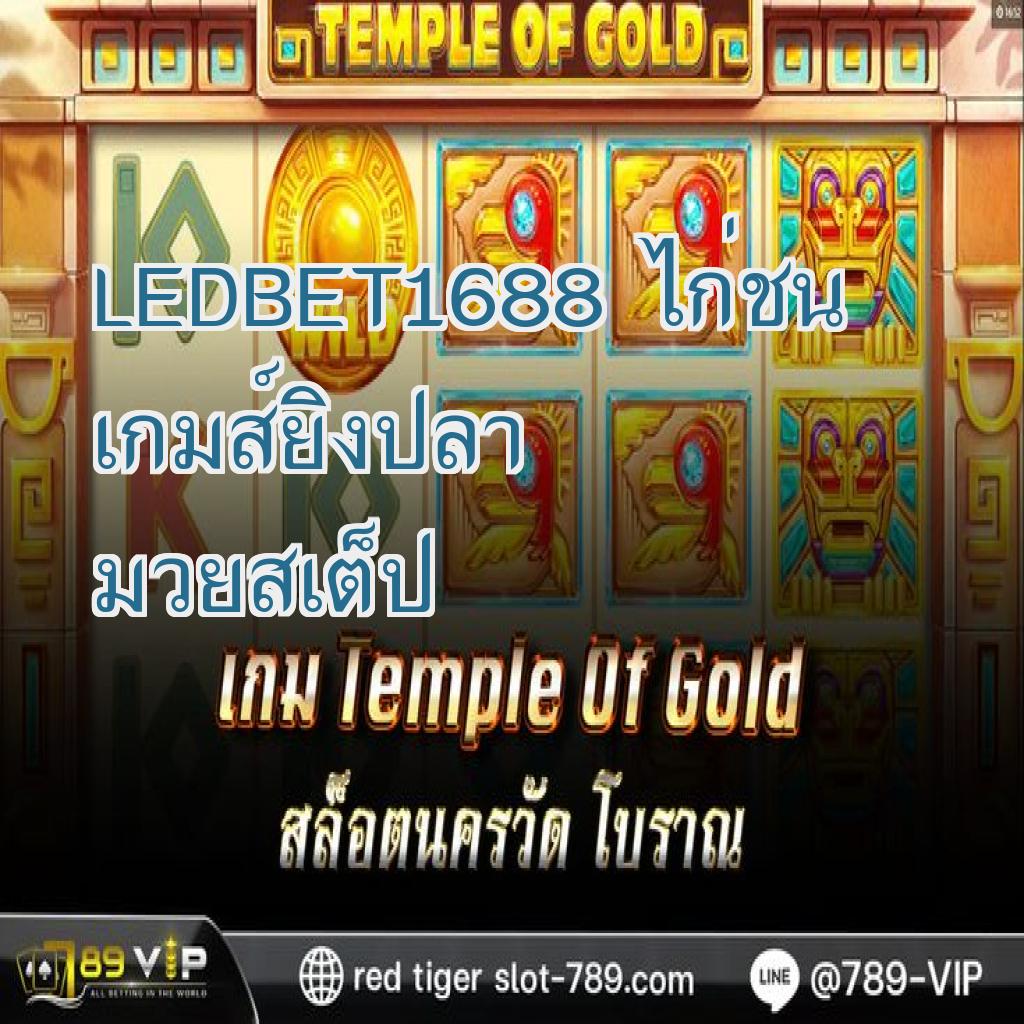 TEMPLE OF GOLD
WILD
LEDBET1688 ไก่ชน
เกมส์ยิงปลา
มวยสเต็ป
K
เกม Temple Of Gold
สล็อตนครวัด โบราณ
789 VIP
ALL BETTING IN THE WORLD
red tiger slot-789.com
LINE @789-VIP